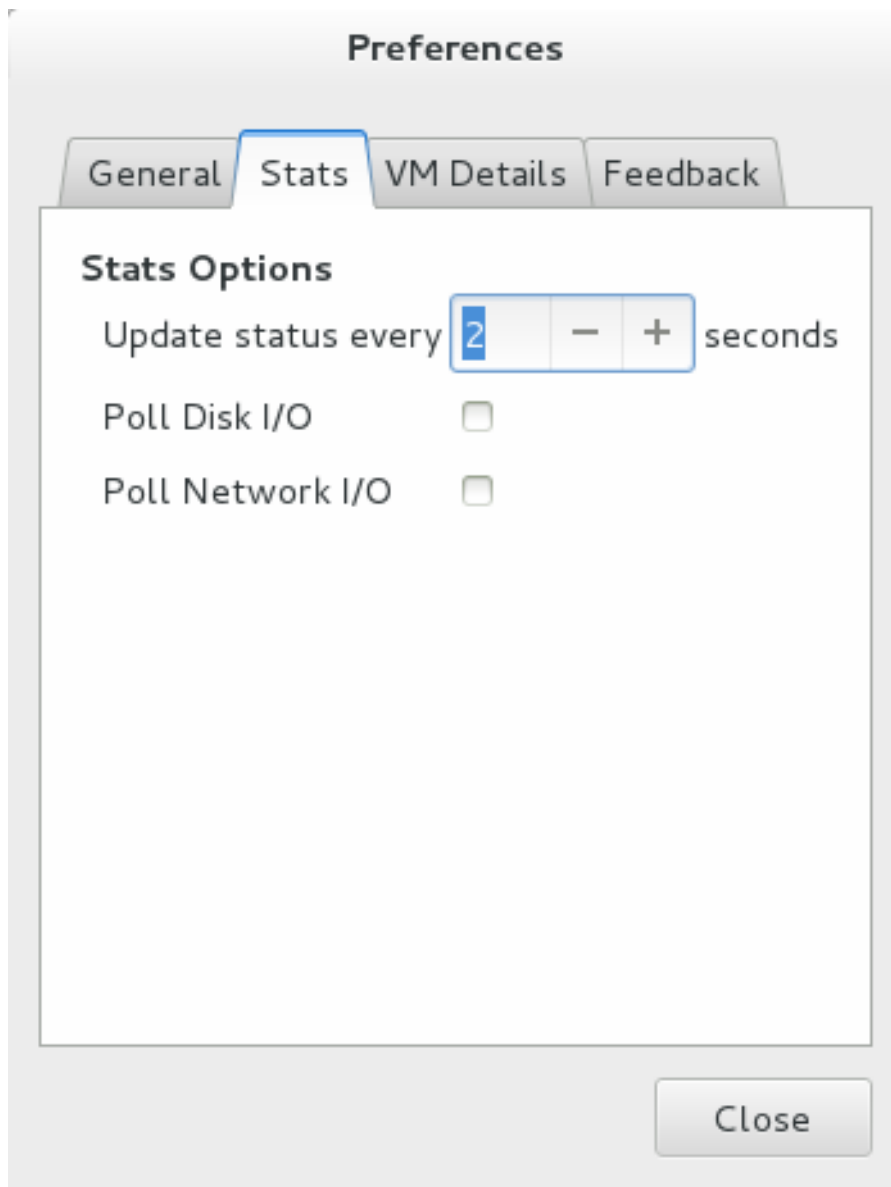 Preferences
General Stats VM Details Feedback
Stats Options
Update status every 2 − + seconds
Poll Disk I/O
Poll Network I/O
Close